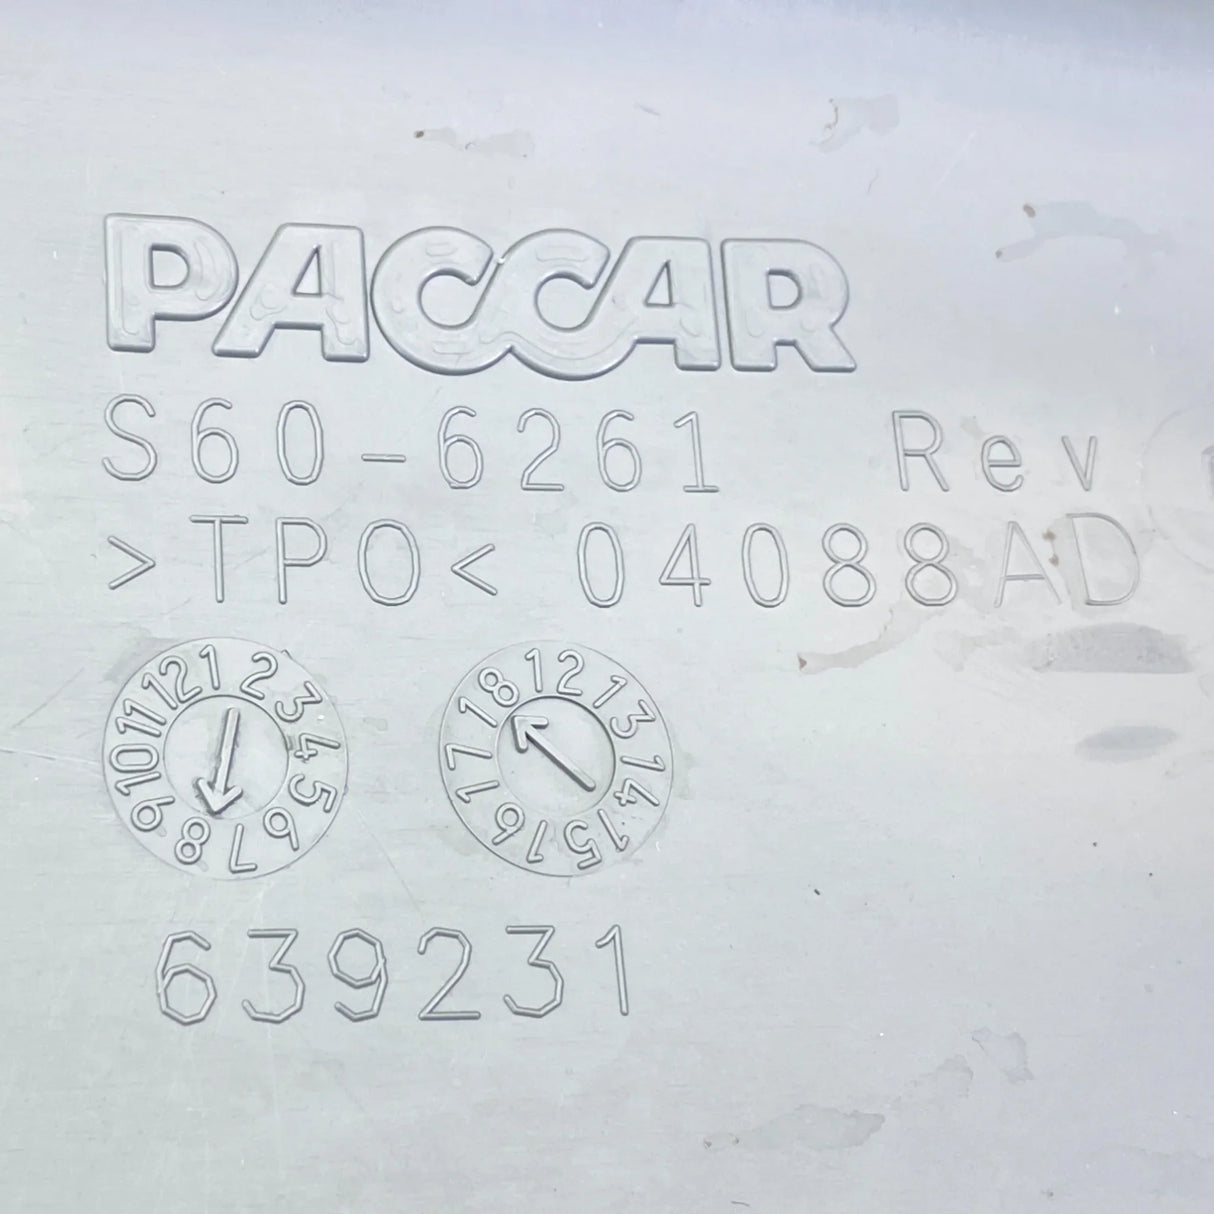 PACCAR
S60-6261 Rev
>TPO< 04088AD
1 2 3 4 5 6 7 8 9 10 11 12
12 13 14 15 16 17 18
639231